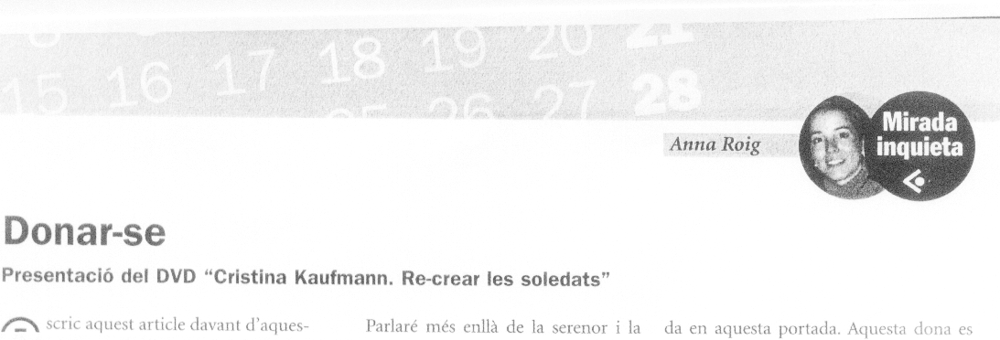 15 16 17 18 19 20 21
26 27 28
Anna Roig
Mirada
inquieta
Donar-se
Presentació del DVD “Cristina Kaufmann. Re-crear les soledats”
scric aquest article davant d’aques-
Parlaré més enllà de la serenor i la
da en aquesta portada. Aquesta dona es